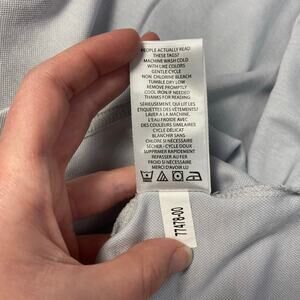 PEOPLE ACTUALLY READ
THESE TAGS?
MACHINE WASH COLD
WITH LIKE COLORS
GENTLE CYCLE
NON CHLORINE BLEACH
TUMBLE DRY LOW
REMOVE PROMPTLY
COOL IRON IF NEEDED
THANKS FOR READING
SÉRIEUSEMENT, QUI LIT LES
ÉTIQUETTES DES VÊTEMENTS?
LAVER A LA MACHINE,
L'EAU FROIDE AVEC
DES COULEURS SIMILAIRES
CYCLE DÉLICAT
BLANCHIR SANS
CHLORE SI NÉCESSAIRE
SÉCHER : CYCLE DOUX
SUPPRIMER RAPIDEMENT
REPASSER AU FER
FROID SI NÉCESSAIRE
MERCI D'AVOIR LU
77478-00